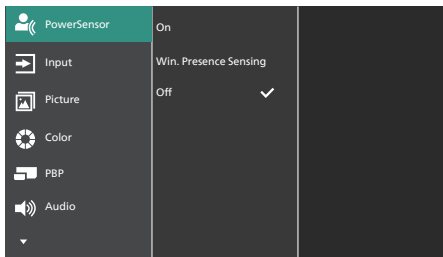 PowerSensor
Input
Picture
Color
PBP
Audio
On
Win. Presence Sensing
Off